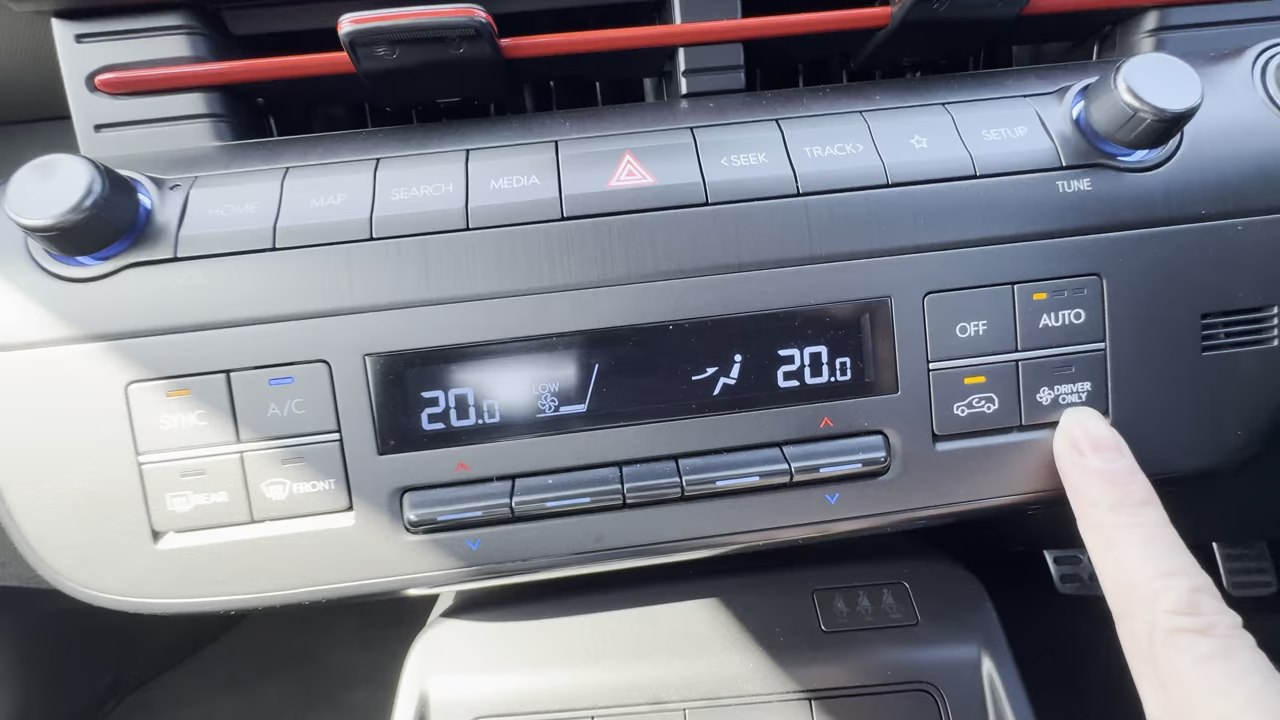 HOME
MAP
SEARCH
MEDIA
<SEEK
TRACK>
SETUP
TUNE
OFF
AUTO
DRIVER
ONLY
SYNC
A/C
REAR
FRONT
20.0
LOW
20.0